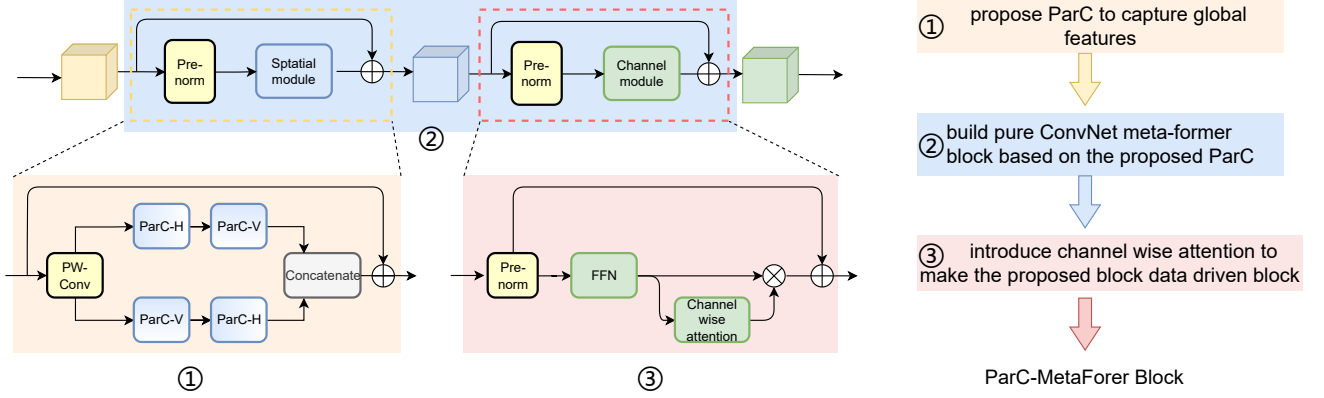 Pre-
norm
Sptatial
module
Pre-
norm
Channel
module
②
PW-
Conv
ParC-H
ParC-V
ParC-V
ParC-H
Concatenate
①
Pre-
norm
FFN
Channel
wise
attention
③
① propose ParC to capture global
features
② build pure ConvNet meta-former
block based on the proposed ParC
③ introduce channel wise attention to
make the proposed block data driven block
ParC-MetaForer Block